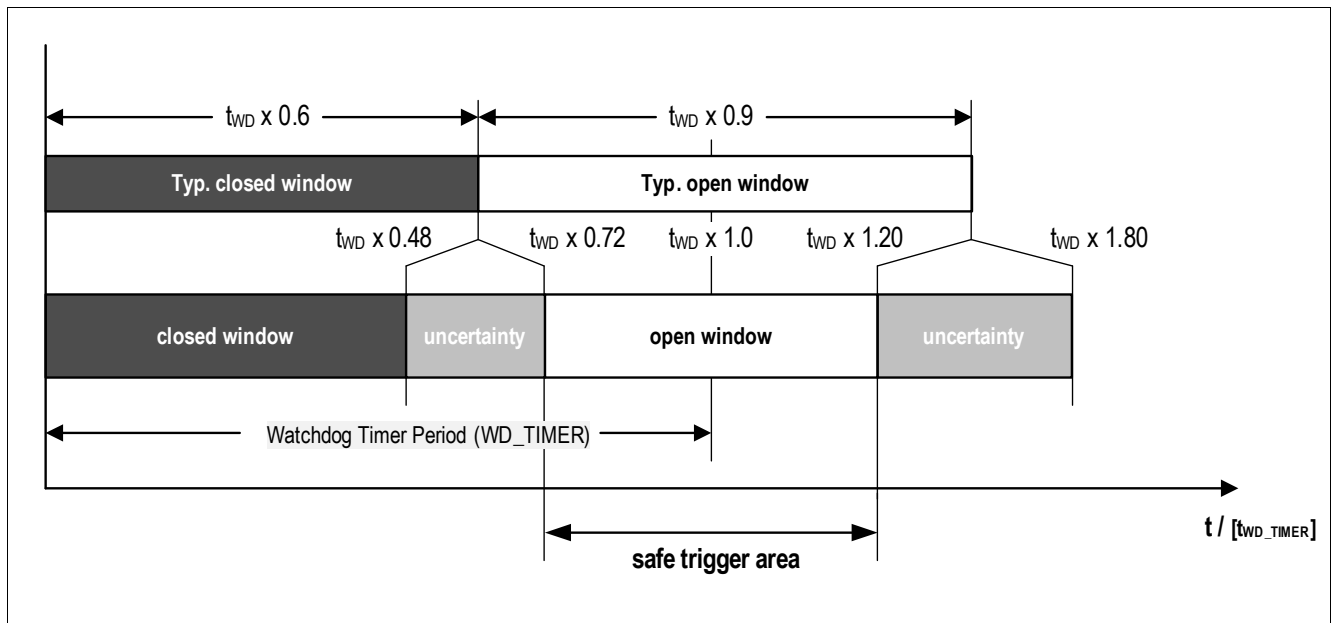 tWD x 0.6
tWD x 0.9
Typ. closed window
Typ. open window
tWD x 0.48
tWD x 0.72
tWD x 1.0
tWD x 1.20
tWD x 1.80
closed window
uncertainty
open window
uncertainty
Watchdog Timer Period (WD_TIMER)
t / [tWD_TIMER]
safe trigger area